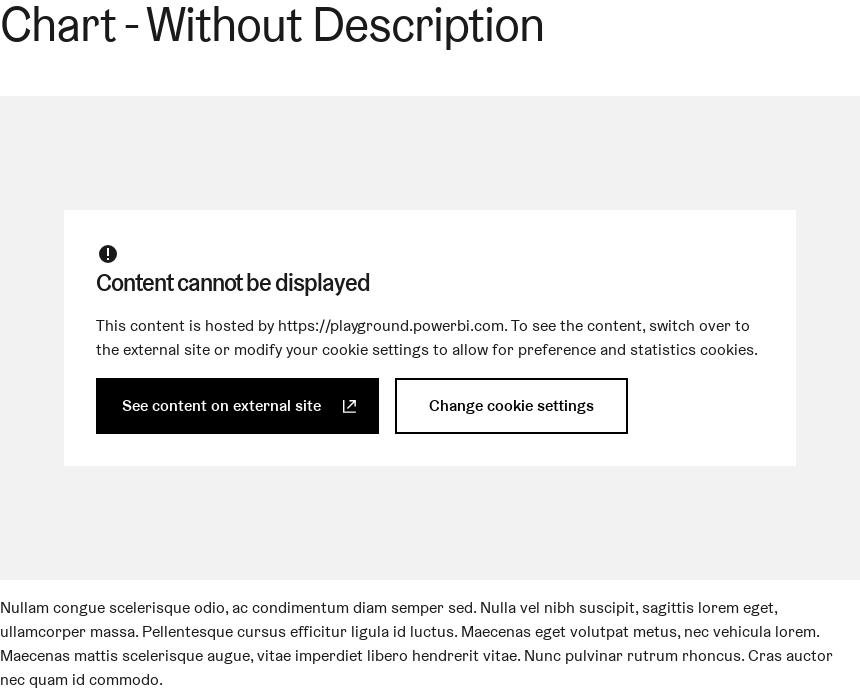 Chart - Without Description
Content cannot be displayed
This content is hosted by https://playground.powerbi.com. To see the content, switch over to
the external site or modify your cookie settings to allow for preference and statistics cookies.
See content on external site
Change cookie settings
Nullam congue scelerisque odio, ac condimentum diam semper sed. Nulla vel nibh suscipit, sagittis lorem eget,
ullamcorper massa. Pellentesque cursus efficitur ligula id luctus. Maecenas eget volutpat metus, nec vehicula lorem.
Maecenas mattis scelerisque augue, vitae imperdiet libero hendrerit vitae. Nunc pulvinar rutrum rhoncus. Cras auctor
nec quam id commodo.